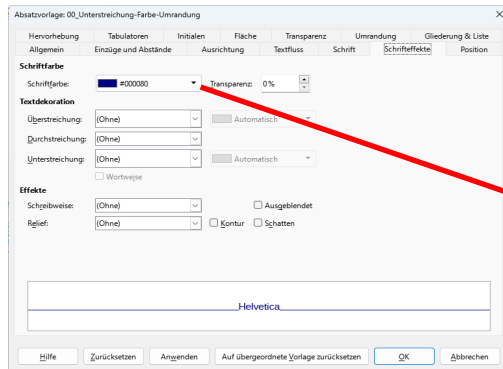 Absatzvorlage: 00_Unterstreichung-Farbe-Umrandung
Hervorhebung Tabulatoren Initialen Fläche Transparenz Umrandung Gliederung & Liste
Allgemein Einzüge und Abstände Ausrichtung Textfluss Schrift Schrifteffekte Position
Schriftfarbe
Schriftfarbe: #000080 Transparenz: 0 %
Textdekoration
Überstreichung: (Ohne) Automatisch
Durchstreichung: (Ohne)
Unterstreichung: (Ohne) Automatisch
Wortweise
Effekte
Schreibweise: (Ohne) Ausgeblendet
Relief: (Ohne) Kontur Schatten
Helvetica
Hilfe Zurücksetzen Anwenden Auf übergeordnete Vorlage zurücksetzen OK Abbrechen